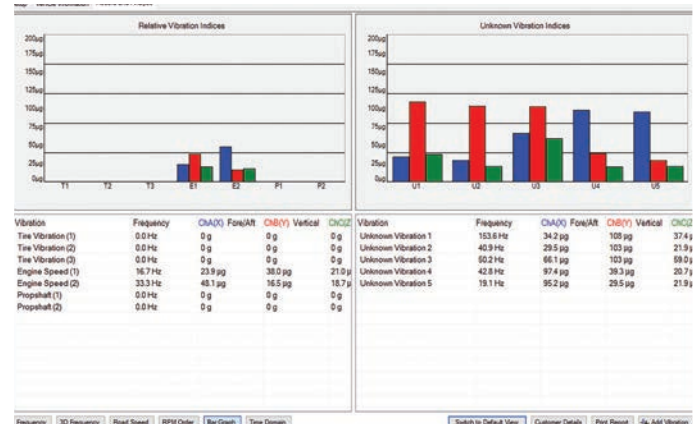 Relative Vibration Indices
200µg
175µg
150µg
125µg
100µg
75µg
50µg
25µg
0µg
T1 T2 T3 E1 E2 P1 P2
Unknown Vibration Indices
200µg
175µg
150µg
125µg
100µg
75µg
50µg
25µg
0µg
U1 U2 U3 U4 U5
Vibration Frequency ChA(X) Fore/Aft ChB(Y) Vertical ChC(Z
Tire Vibration (1) 0.0 Hz 0 g 0 g 0 g
Tire Vibration (2) 0.0 Hz 0 g 0 g 0 g
Tire Vibration (3) 0.0 Hz 0 g 0 g 0 g
Engine Speed (1) 16.7 Hz 23.9 µg 38.0 µg 21.0 µ
Engine Speed (2) 33.3 Hz 48.1 µg 16.5 µg 18.7 µ
Propshaft (1) 0.0 Hz 0 g 0 g 0 g
Propshaft (2) 0.0 Hz 0 g 0 g 0 g
Vibration Frequency ChA(X) Fore/Aft ChB(Y) Vertical ChC(Z
Unknown Vibration 1 153.6 Hz 34.2 µg 108 µg 37.4 µ
Unknown Vibration 2 40.9 Hz 29.5 µg 103 µg 21.9 µ
Unknown Vibration 3 50.2 Hz 66.1 µg 103 µg 59.0 µ
Unknown Vibration 4 42.8 Hz 97.4 µg 39.3 µg 20.7 µ
Unknown Vibration 5 19.1 Hz 95.2 µg 29.5 µg 21.9 µ
Frequency 3D Frequency Road Speed RPM Order Bar Graph Time Domain Switch to Default View Customer Details Print Report Add Vibration